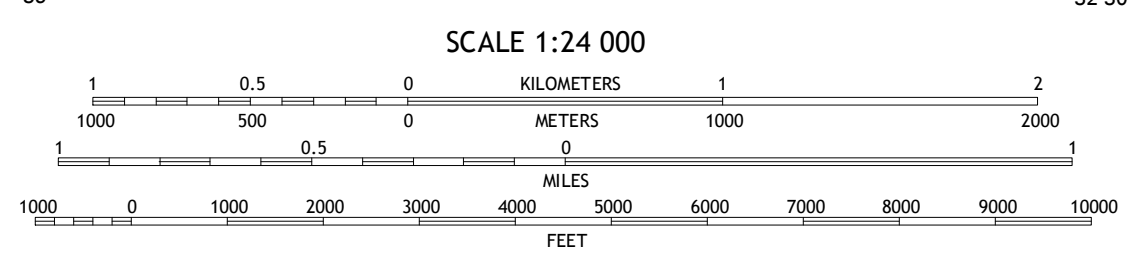 SCALE 1:24 000
1 0.5 0 KILOMETERS 1 2
1000 500 0 METERS 1000 2000
1 0.5 0 1
MILES
1000 0 1000 2000 3000 4000 5000 6000 7000 8000 9000 10000
FEET